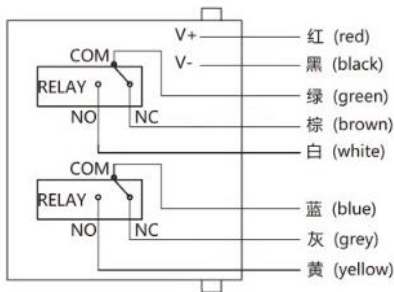 V+ 红 (red)
V- 黑 (black)
COM
绿 (green)
RELAY
棕 (brown)
NO NC
白 (white)
COM
RELAY
蓝 (blue)
NO NC
灰 (grey)
黄 (yellow)